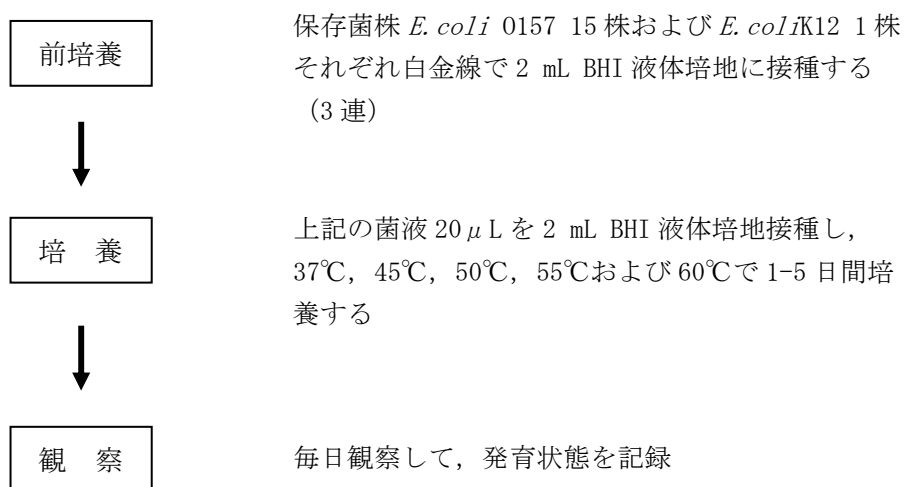 前培養
保存菌株 E.coli O157 15 株および E.coliK12 1 株
それぞれ白金線で 2 mL BHI 液体培地に接種する
(3 連)
培 養
上記の菌液 20μL を 2 mL BHI 液体培地接種し,
37℃, 45℃, 50℃, 55℃および 60℃で 1-5 日間培
養する
観 察
毎日観察して, 発育状態を記録